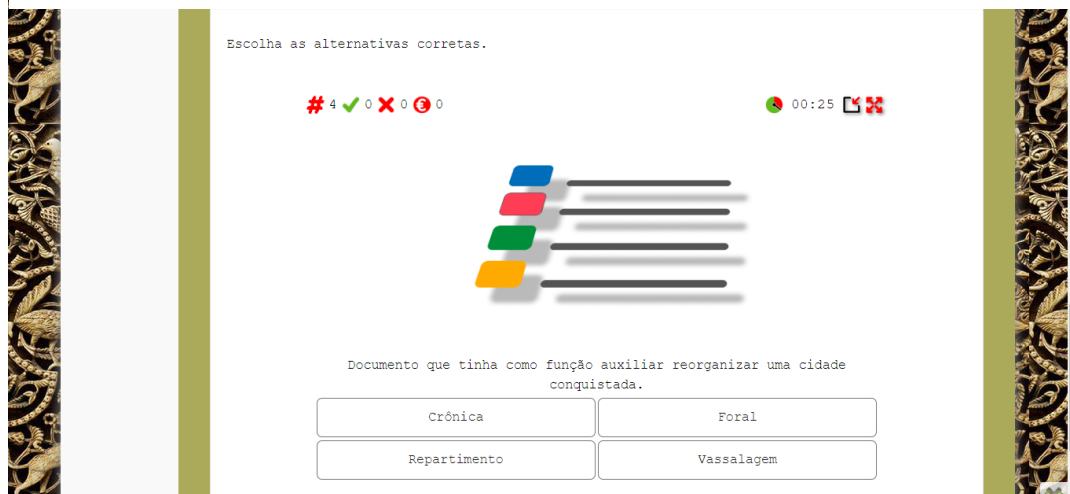 Escolha as alternativas corretas.
4 0 0 0 00:25
Documento que tinha como função auxiliar reorganizar uma cidade
conquistada.
Crônica Foral
Repartimento Vassalagem